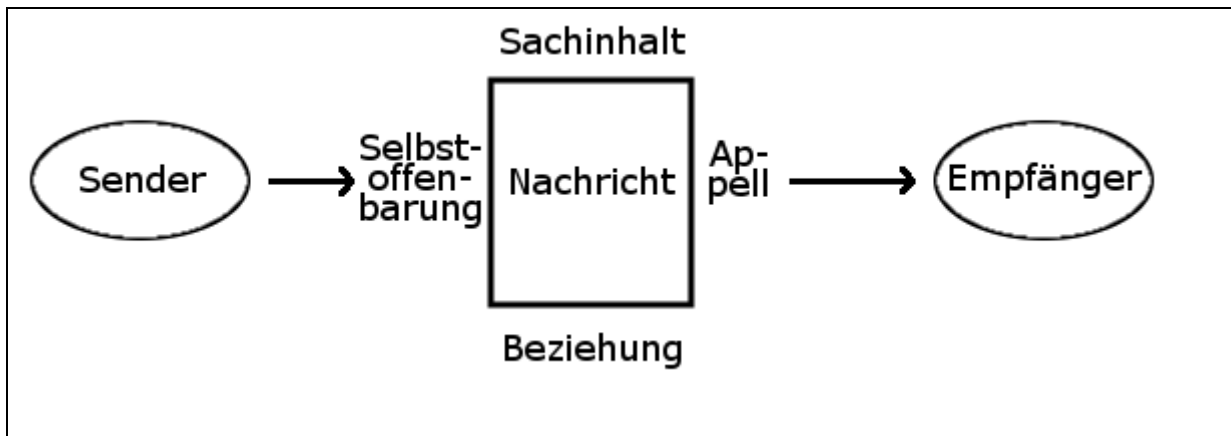 Sachinhalt
Sender
Selbst-
offen-
barung
Nachricht
Ap-
pell
Empfänger
Beziehung